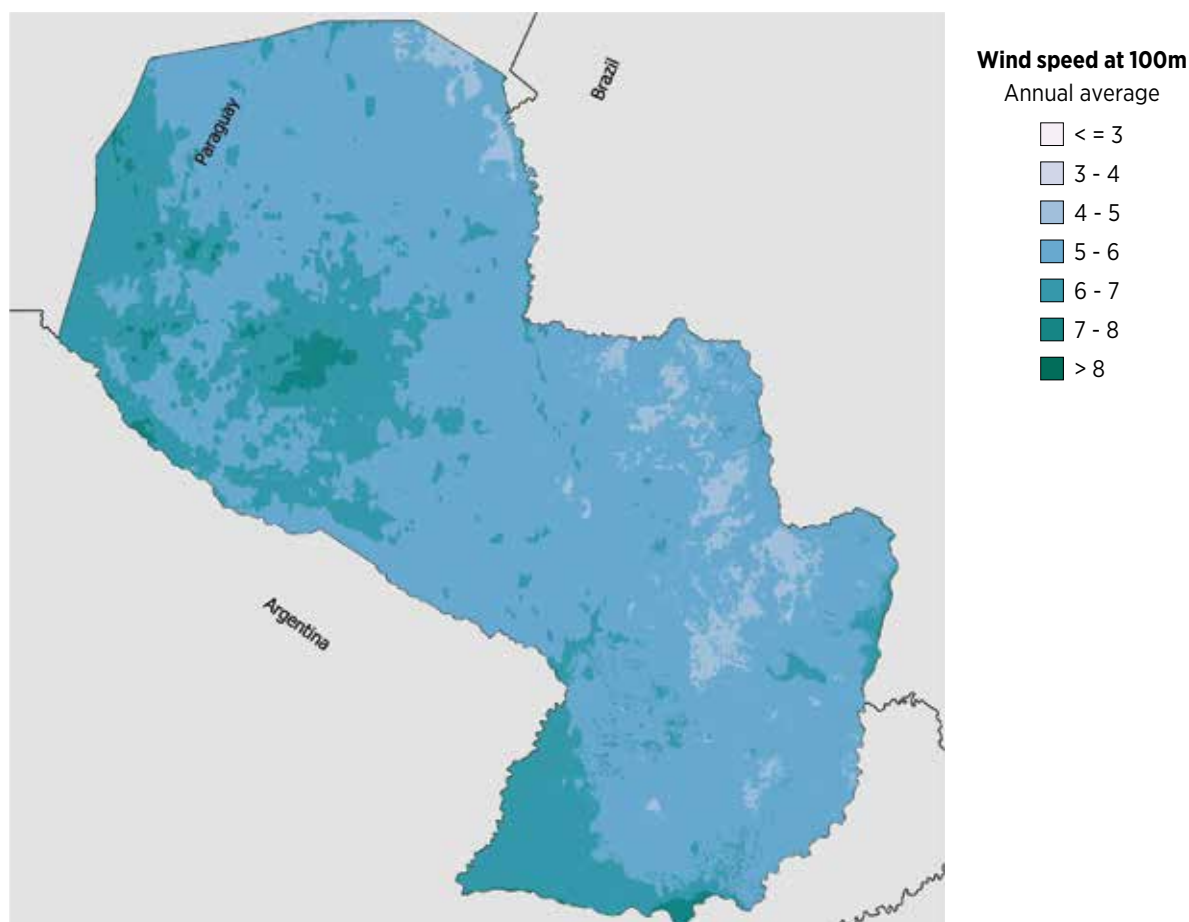 Wind speed at 100m
Annual average
< = 3
3 - 4
4 - 5
5 - 6
6 - 7
7 - 8
> 8
Brazil
Paraguay
Argentina